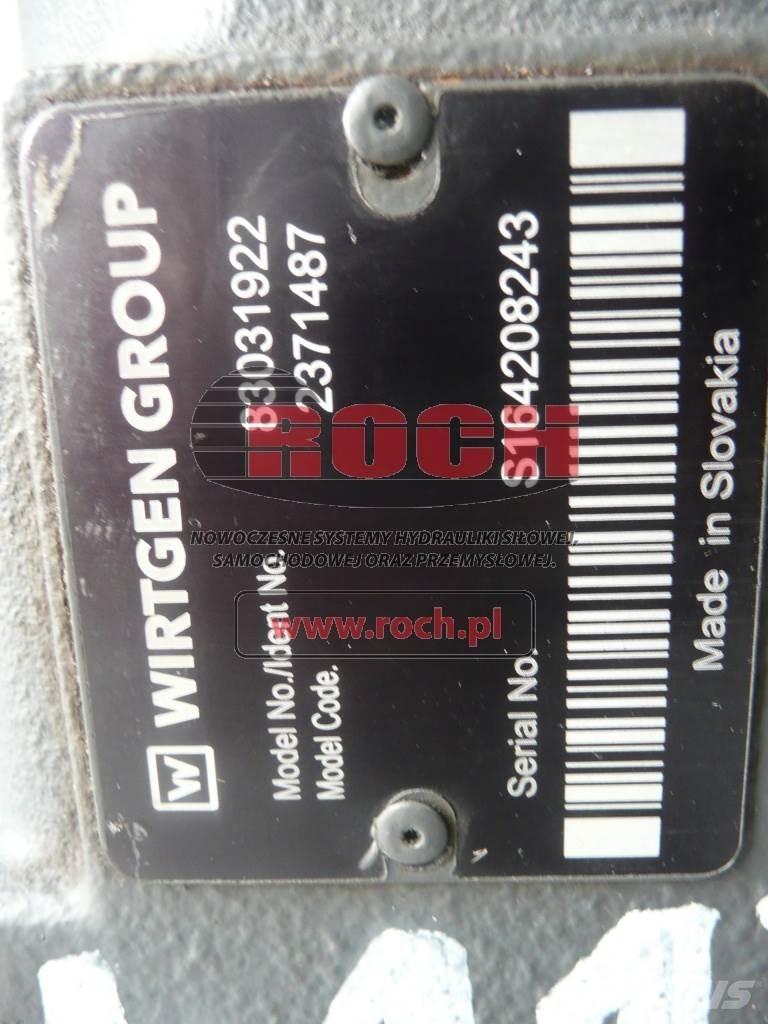 W WIRTGEN GROUP
Model No./Ident No. 83031922
Model Code. 2371487
Serial No. S164208243
Made in Slovakia
ROCH
NOWOCZESNE SYSTEMY HYDRAULIKI SIŁOWEJ,
SAMOCHODOWEJ ORAZ PRZEMYSŁOWEJ.
www.roch.pl